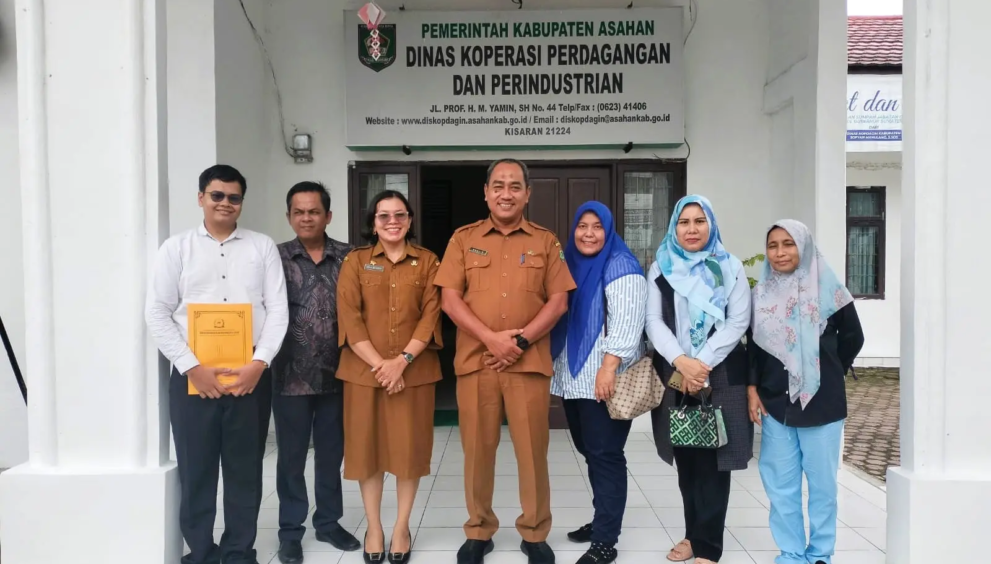 PEMERINTAH KABUPATEN ASAHAN
DINAS KOPERASI PERDAGANGAN
DAN PERINDUSTRIAN
JL. PROF. H. M. YAMIN, SH No. 44 Telp/Fax : (0623) 41406
Website : www.diskopdagin.asahankab.go.id / Email : diskopdagin@asahankab.go.id
KISARAN 21224
dan